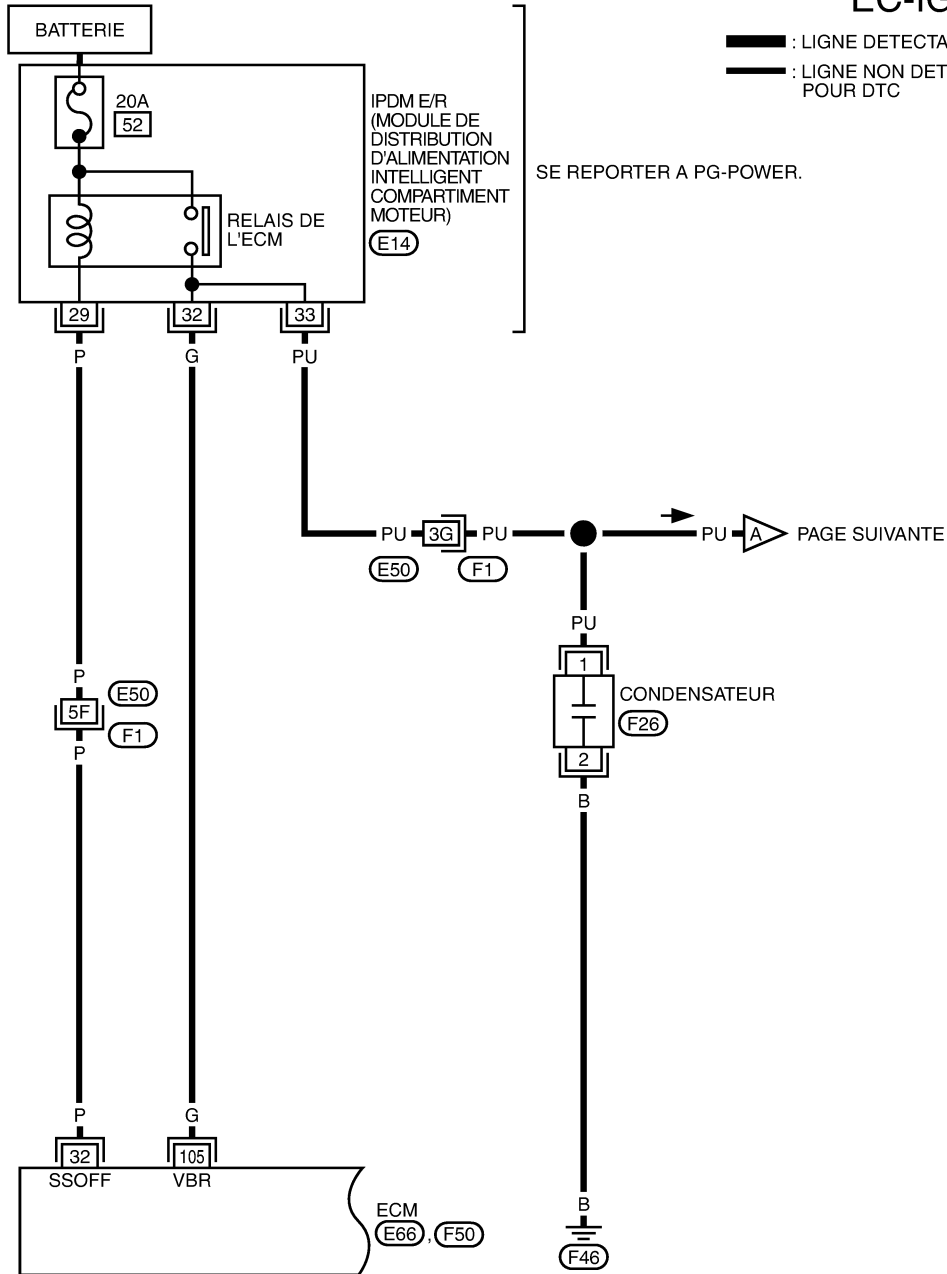 EC-IG
BATTERIE
: LIGNE DETECTA
: LIGNE NON DET
POUR DTC
20A
52
IPDM E/R
(MODULE DE
DISTRIBUTION
D'ALIMENTATION
INTELLIGENT
COMPARTIMENT
MOTEUR)
E14
SE REPORTER A PG-POWER.
RELAIS DE
L'ECM
29
32
33
P
G
PU
PU
3G
PU
PU
A
PAGE SUIVANTE
E50
F1
PU
1
CONDENSATEUR
F26
2
B
P
5F
E50
F1
P
P
G
32
105
SSOFF
VBR
ECM
E66 , F50
B
F46